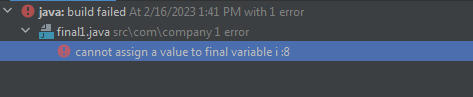 java: build failed At 2/16/2023 1:41 PM with 1 error
final1.java src\com\company 1 error
cannot assign a value to final variable i :8